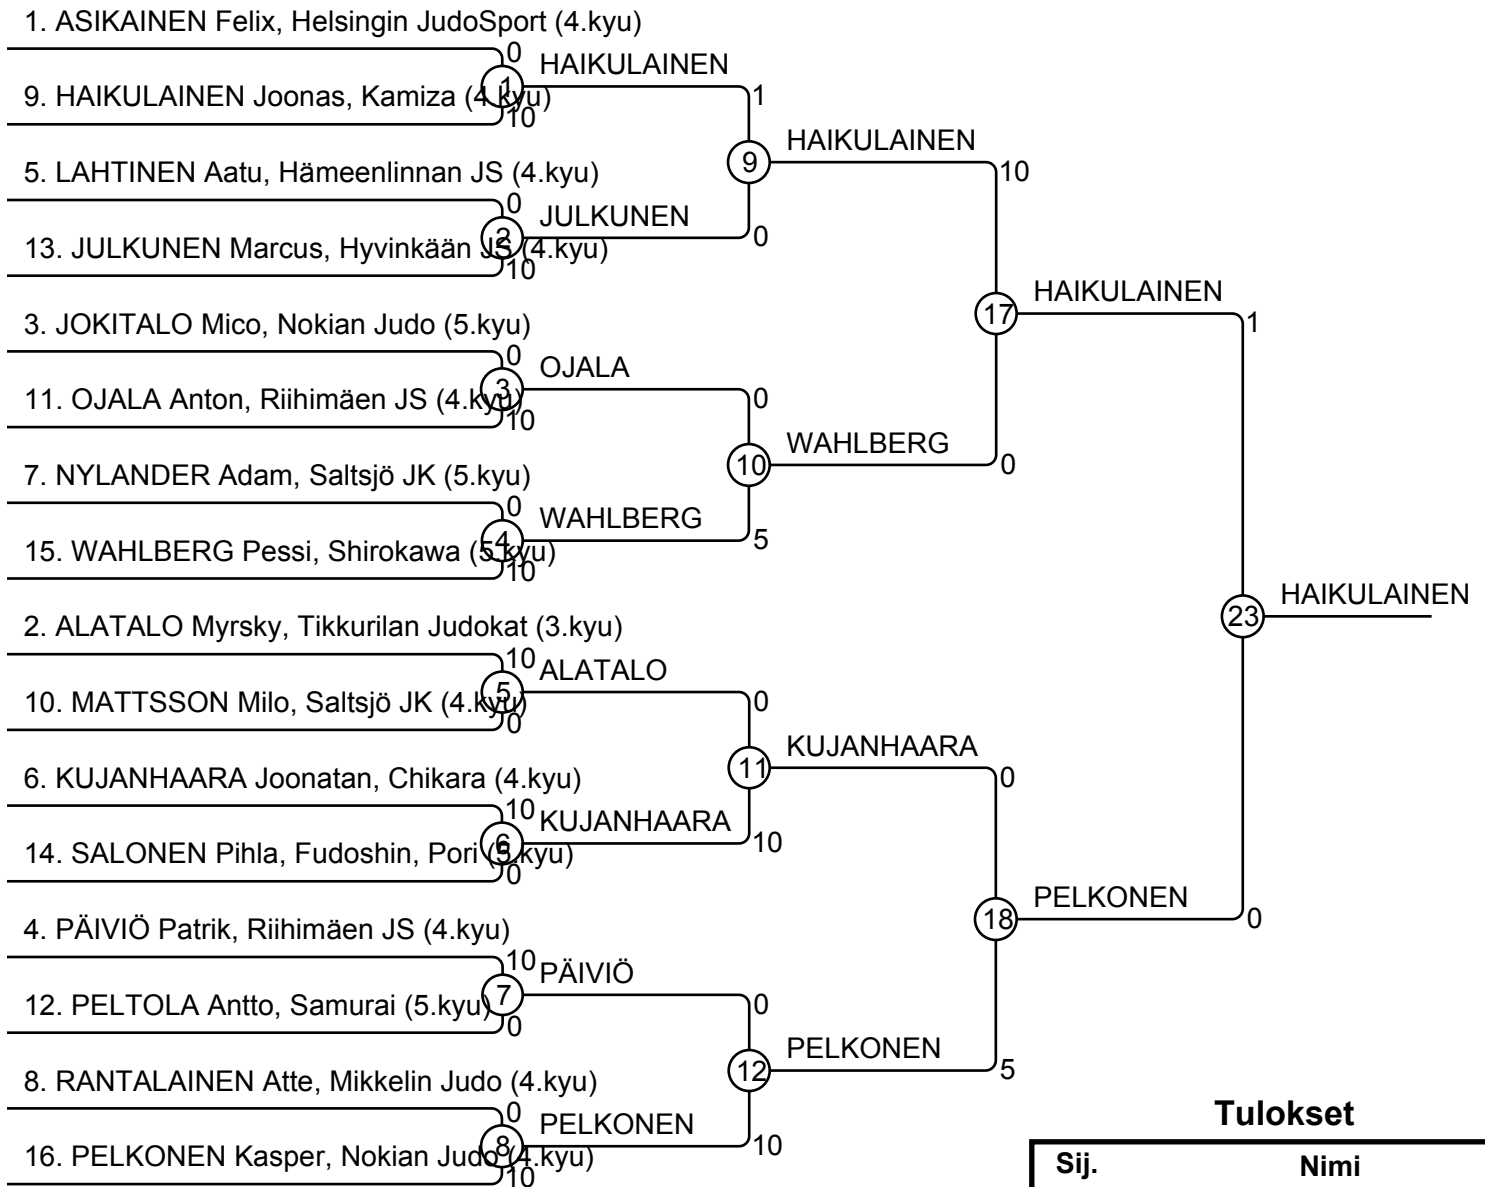 1. ASIKAINEN Felix, Helsingin JudoSport (4.kyu)
0
1
HAIKULAINEN
9. HAIKULAINEN Joonas, Kamiza (4.kyu)
10
1
9
HAIKULAINEN
5. LAHTINEN Aatu, Hämeenlinnan JS (4.kyu)
0
2
JULKUNEN
0
13. JULKUNEN Marcus, Hyvinkään JS (4.kyu)
10
10
17
HAIKULAINEN
3. JOKITALO Mico, Nokian Judo (5.kyu)
0
3
OJALA
11. OJALA Anton, Riihimäen JS (4.kyu)
10
0
10
WAHLBERG
0
7. NYLANDER Adam, Saltsjö JK (5.kyu)
0
4
WAHLBERG
5
15. WAHLBERG Pessi, Shirokawa (5.kyu)
10
1
23
HAIKULAINEN
2. ALATALO Myrsky, Tikkurilan Judokat (3.kyu)
10
5
ALATALO
10. MATTSSON Milo, Saltsjö JK (4.kyu)
0
0
11
KUJANHAARA
0
6. KUJANHAARA Joonatan, Chikara (4.kyu)
10
6
KUJANHAARA
10
14. SALONEN Pihla, Fudoshin, Pori (5.kyu)
0
18
PELKONEN
0
4. PÄIVIÖ Patrik, Riihimäen JS (4.kyu)
10
7
PÄIVIÖ
12. PELTOLA Antto, Samurai (5.kyu)
0
0
12
PELKONEN
5
8. RANTALAINEN Atte, Mikkelin Judo (4.kyu)
0
8
PELKONEN
10
16. PELKONEN Kasper, Nokian Judo (4.kyu)
10
Tulokset
Sij. Nimi